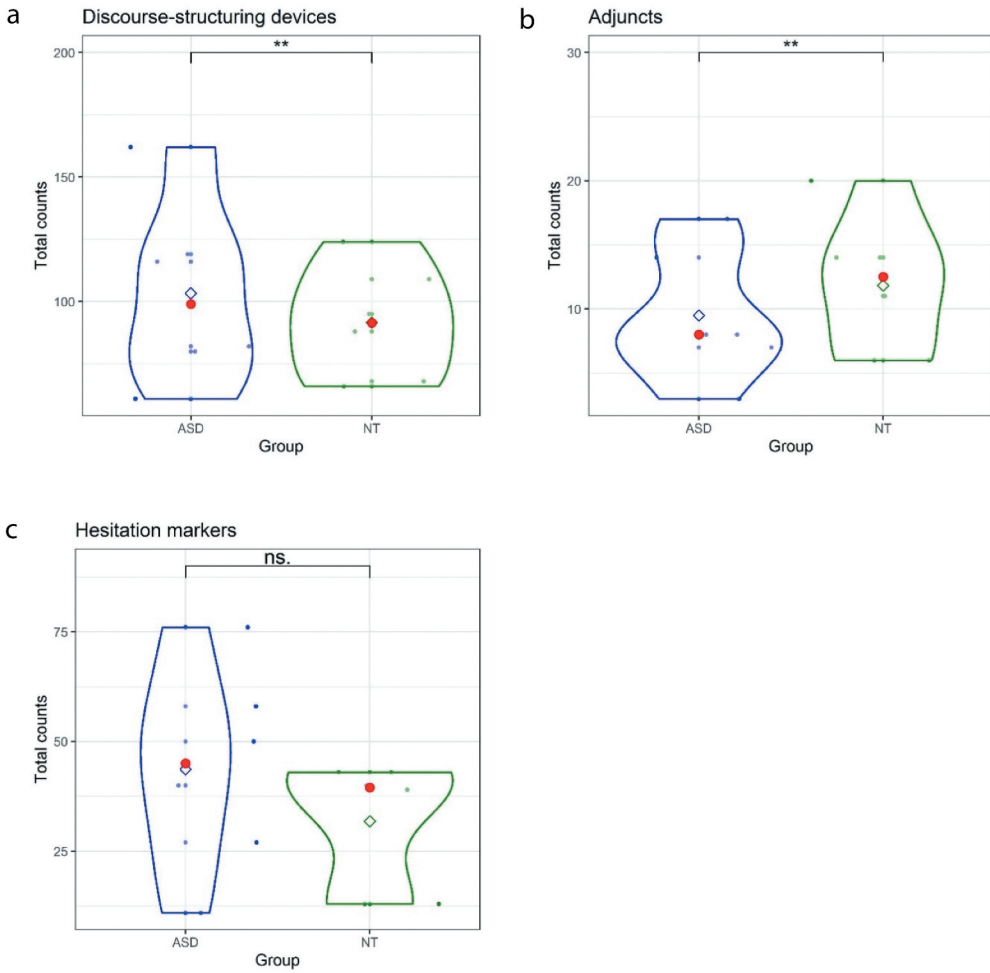 a
Discourse-structuring devices
**
200
150
100
Total counts
ASD
NT
Group
b
Adjuncts
**
30
20
10
Total counts
ASD
NT
Group
c
Hesitation markers
ns.
75
50
25
Total counts
ASD
NT
Group